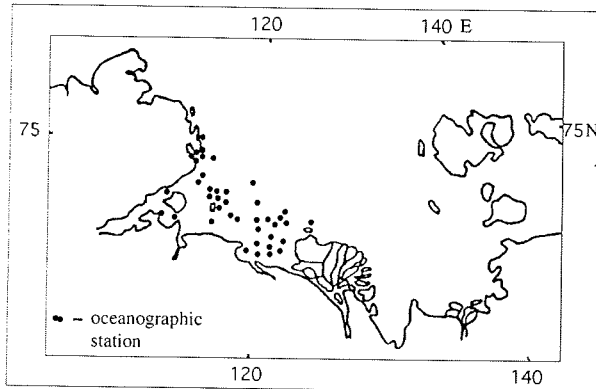 120 140 E
75 75N
•• – oceanographic
station
120 140